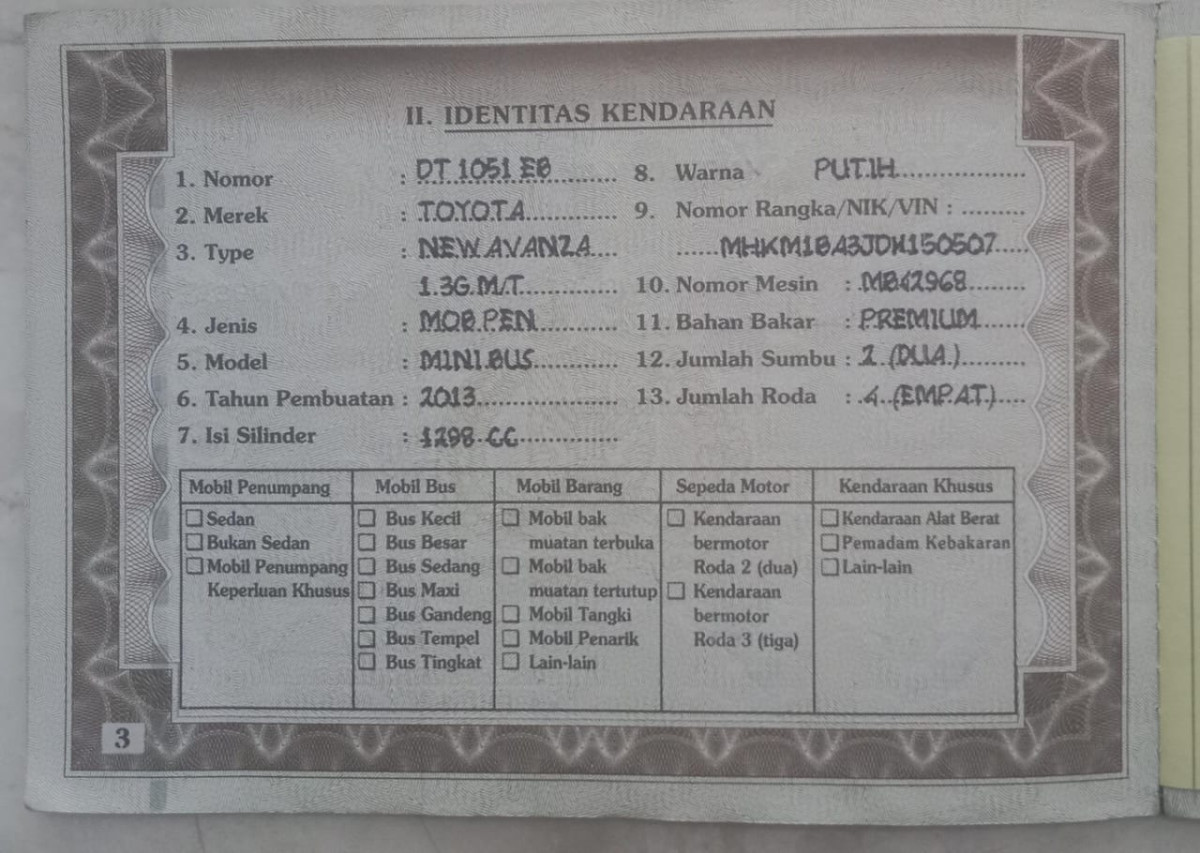 II. IDENTITAS KENDARAAN
1. Nomor : DT 1051 EB
2. Merek : TOYOTA
3. Type : NEW AVANZA
1.3G.M/T
4. Jenis : MOB.PEN
5. Model : MINIBUS
6. Tahun Pembuatan : 2013
7. Isi Silinder : 1298 CC
8. Warna PUTIH
9. Nomor Rangka/NIK/VIN :
MHKM1BA3JDK150507
10. Nomor Mesin : MB42968
11. Bahan Bakar : PREMIUM
12. Jumlah Sumbu : 2 (DUA)
13. Jumlah Roda : 4 (EMPAT)
Mobil Penumpang
Sedan
Bukan Sedan
Mobil Penumpang
Keperluan Khusus
Mobil Bus
Bus Kecil
Bus Besar
Bus Sedang
Bus Maxi
Bus Gandeng
Bus Tempel
Bus Tingkat
Mobil Barang
Mobil bak
muatan terbuka
Mobil bak
muatan tertutup
Mobil Tangki
Mobil Penarik
Lain-lain
Sepeda Motor
Kendaraan
bermotor
Roda 2 (dua)
Kendaraan
bermotor
Roda 3 (tiga)
Kendaraan Khusus
Kendaraan Alat Berat
Pemadam Kebakaran
Lain-lain
3